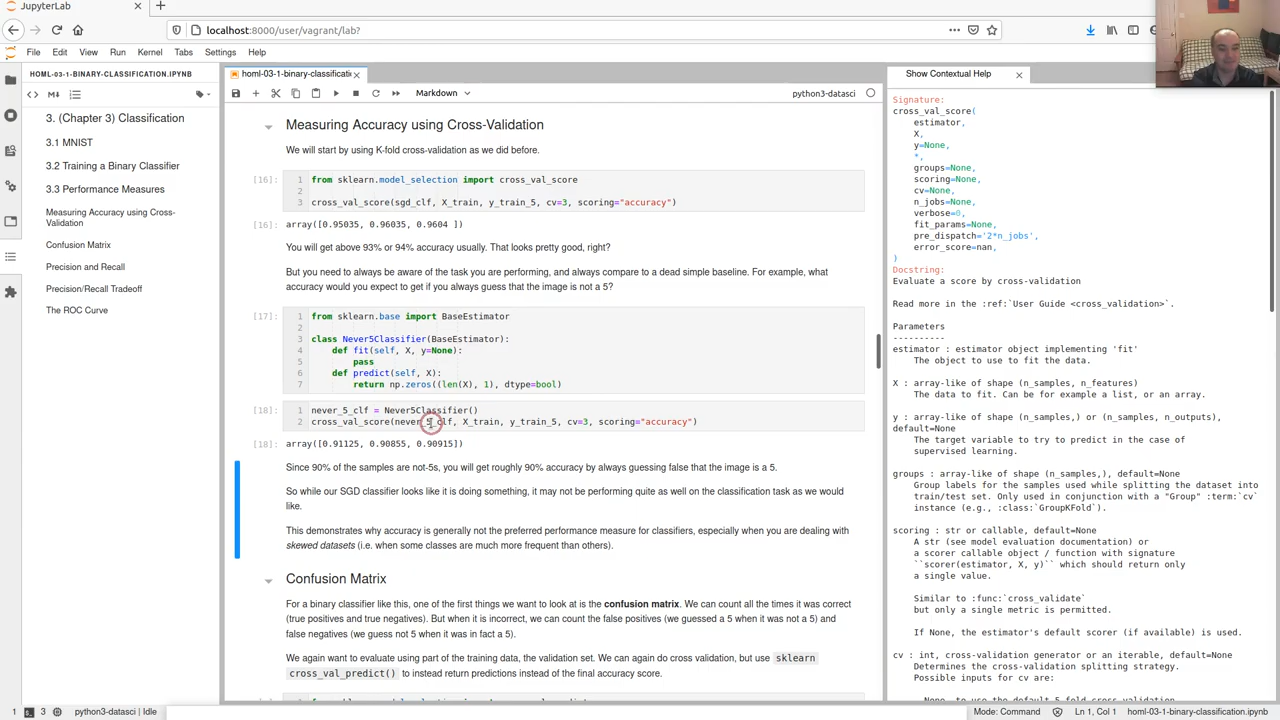 JupyterLab
localhost:8000/user/vagrant/lab?
File Edit View Run Kernel Tabs Settings Help
HOML-03-1-BINARY-CLASSIFICATION.IPYNB
3. (Chapter 3) Classification
3.1 MNIST
3.2 Training a Binary Classifier
3.3 Performance Measures
Measuring Accuracy using Cross-
Validation
Confusion Matrix
Precision and Recall
Precision/Recall Tradeoff
The ROC Curve
homl-03-1-binary-classificatio
Markdown
python3-datasci
Measuring Accuracy using Cross-Validation
We will start by using K-fold cross-validation as we did before.
[16]:
1 from sklearn.model_selection import cross_val_score
2
3 cross_val_score(sgd_clf, X_train, y_train_5, cv=3, scoring="accuracy")
[16]: array([0.95035, 0.96035, 0.9604 ])
You will get above 93% or 94% accuracy usually. That looks pretty good, right?
But you need to always be aware of the task you are performing, and always compare to a dead simple baseline. For example, what
accuracy would you expect to get if you always guess that the image is not a 5?
[17]:
1 from sklearn.base import BaseEstimator
2
3 class Never5Classifier(BaseEstimator):
4 def fit(self, X, y=None):
5 pass
6 def predict(self, X):
7 return np.zeros((len(X), 1), dtype=bool)
[18]:
1 never_5_clf = Never5Classifier()
2 cross_val_score(never_5_clf, X_train, y_train_5, cv=3, scoring="accuracy")
[18]: array([0.91125, 0.90855, 0.90915])
Since 90% of the samples are not-5s, you will get roughly 90% accuracy by always guessing false that the image is a 5.
So while our SGD classifier looks like it is doing something, it may not be performing quite as well on the classification task as we would
like.
This demonstrates why accuracy is generally not the preferred performance measure for classifiers, especially when you are dealing with
skewed datasets (i.e. when some classes are much more frequent than others).
Confusion Matrix
For a binary classifier like this, one of the first things we want to look at is the confusion matrix. We can count all the times it was correct
(true positives and true negatives). But when it is incorrect, we can count the false positives (we guessed a 5 when it was not a 5) and
false negatives (we guess not 5 when it was in fact a 5).
We again want to evaluate using part of the training data, the validation set. We can again do cross validation, but use sklearn
cross_val_predict() to instead return predictions instead of the final accuracy score.
Show Contextual Help
Signature:
cross_val_score(
estimator,
X,
y=None,
*,
groups=None,
scoring=None,
cv=None,
n_jobs=None,
verbose=0,
fit_params=None,
pre_dispatch='2*n_jobs',
error_score=nan,
)
Docstring:
Evaluate a score by cross-validation
Read more in the :ref:`User Guide <cross_validation>`.
Parameters
----------
estimator : estimator object implementing 'fit'
The object to use to fit the data.
X : array-like of shape (n_samples, n_features)
The data to fit. Can be for example a list, or an array.
y : array-like of shape (n_samples,) or (n_samples, n_outputs),
default=None
The target variable to try to predict in the case of
supervised learning.
groups : array-like of shape (n_samples,), default=None
Group labels for the samples used while splitting the dataset into
train/test set. Only used in conjunction with a "Group" :term:`cv`
instance (e.g., :class:`GroupKFold`).
scoring : str or callable, default=None
A str (see model evaluation documentation) or
a scorer callable object / function with signature
``scorer(estimator, X, y)`` which should return only
a single value.
Similar to :func:`cross_validate`
but only a single metric is permitted.
If None, the estimator's default scorer (if available) is used.
cv : int, cross-validation generator or an iterable, default=None
Determines the cross-validation splitting strategy.
Possible inputs for cv are:
1 3 python3-datasci | Idle
Mode: Command Ln 1, Col 1 homl-03-1-binary-classification.ipynb